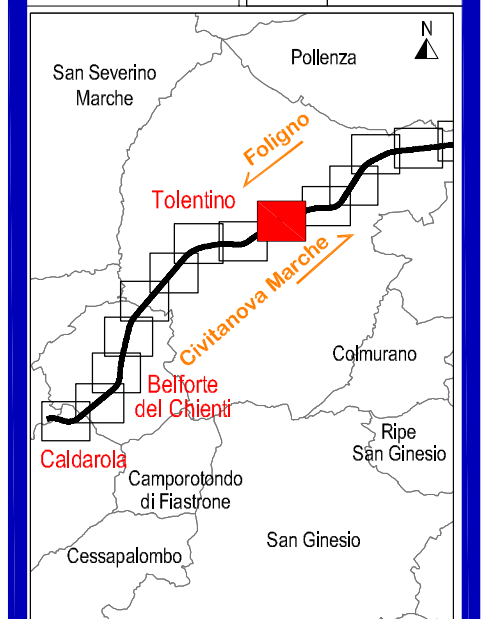 N
Pollenza
San Severino
Marche
Foligno
Tolentino
Civitanova Marche
Colmurano
Belforte
del Chienti
Ripe
San Ginesio
Caldarola
Camporotondo
di Fiastrone
San Ginesio
Cessapalombo